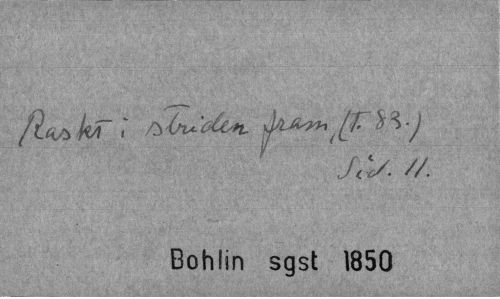 Raskt i striden fram, (T. 83.)
Sid. 11.
Bohlin sgst 1850